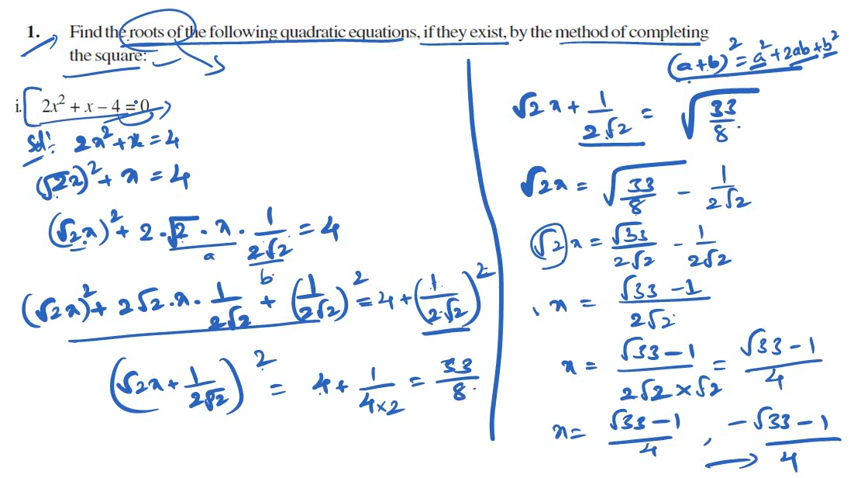 1. Find the roots of the following quadratic equations, if they exist, by the method of completing
the square:
(a+b)² = a² + 2ab + b²
i. 2x² + x – 4 = 0
Sol: 2x² + x = 4
(√2x)² + x = 4
(√2x)² + 2·√2·x·1/2√2 = 4
a b
(√2x)² + 2√2·x·1/2√2 + (1/2√2)² = 4 + (1/2√2)²
(√2x + 1/2√2)² = 4 + 1/4×2 = 33/8
√2x + 1/2√2 = √33/8
√2x = √33/8 - 1/2√2
√2x = √33/2√2 - 1/2√2
x = √33 - 1/2√2
x = √33 - 1/2√2×√2 = √33 - 1/4
x = √33 - 1/4 , -√33 - 1/4